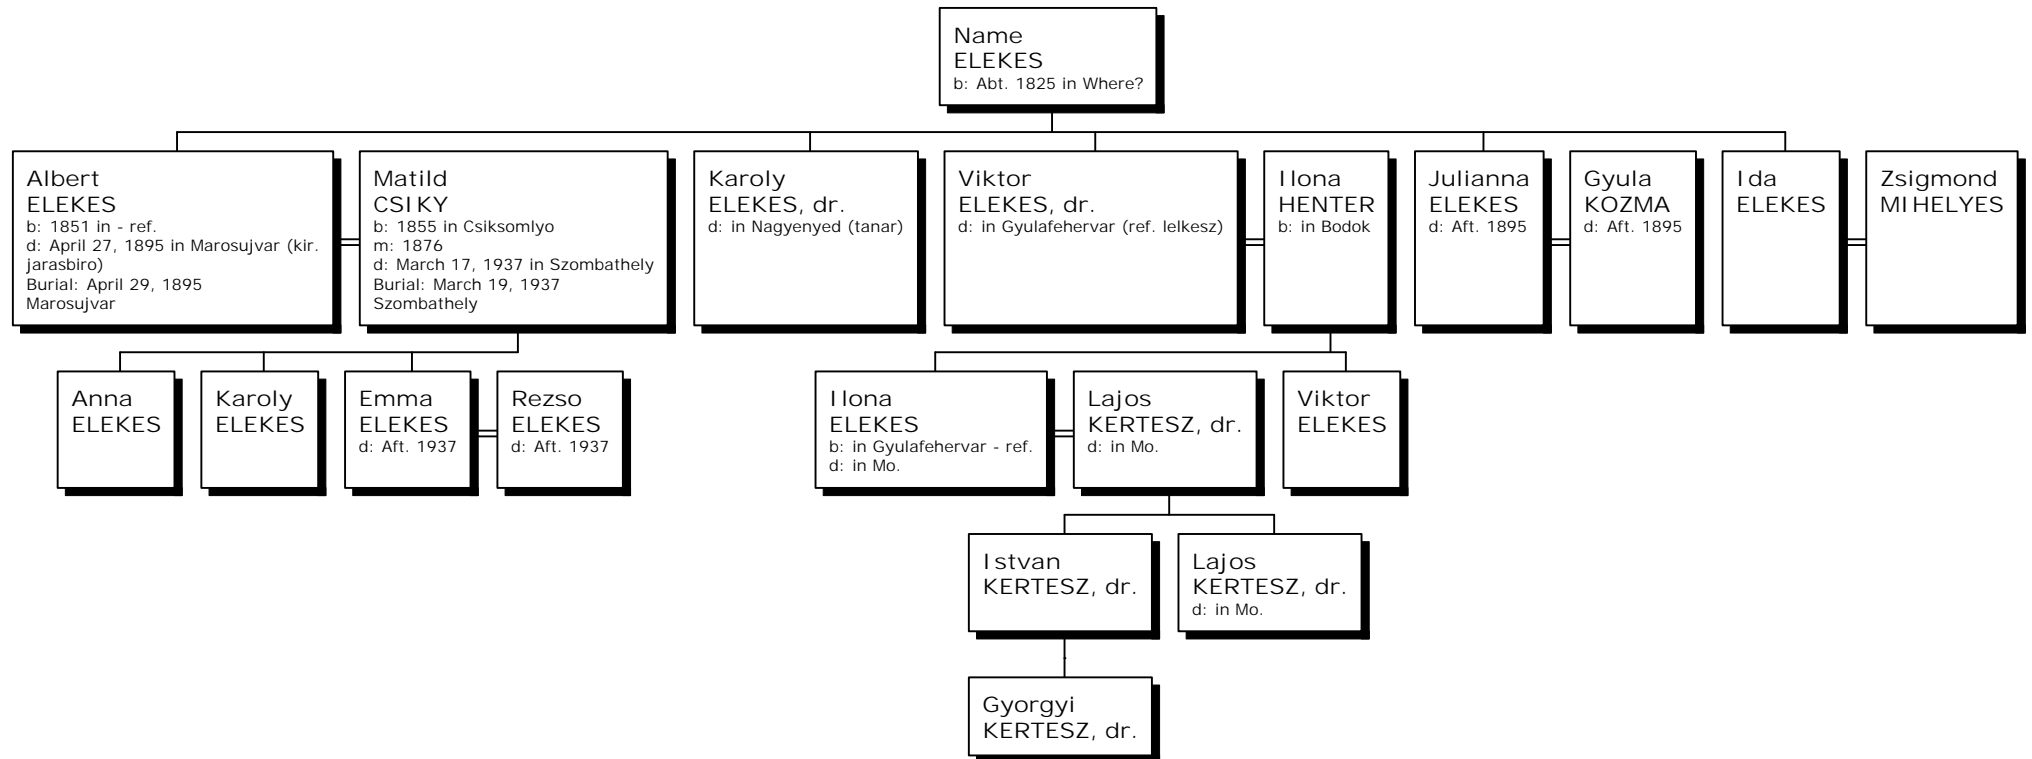 Name
ELEKES
b: Abt. 1825 in Where?
Albert
ELEKES
b: 1851 in - ref.
d: April 27, 1895 in Marosujvar (kir.
jarasbiro)
Burial: April 29, 1895
Marosujvar
Matild
CSIKY
b: 1855 in Csiksomlyo
m: 1876
d: March 17, 1937 in Szombathely
Burial: March 19, 1937
Szombathely
Karoly
ELEKES, dr.
d: in Nagyenyed (tanar)
Viktor
ELEKES, dr.
d: in Gyulafehervar (ref. lelkesz)
Ilona
HENTER
b: in Bodok
Julianna
ELEKES
d: Aft. 1895
Gyula
KOZMA
d: Aft. 1895
Ida
ELEKES
Zsigmond
MIHELYES
Anna
ELEKES
Karoly
ELEKES
Emma
ELEKES
d: Aft. 1937
Rezso
ELEKES
d: Aft. 1937
Ilona
ELEKES
b: in Gyulafehervar - ref.
d: in Mo.
Lajos
KERTESZ, dr.
d: in Mo.
Viktor
ELEKES
Istvan
KERTESZ, dr.
Lajos
KERTESZ, dr.
d: in Mo.
Gyorgyi
KERTESZ, dr.